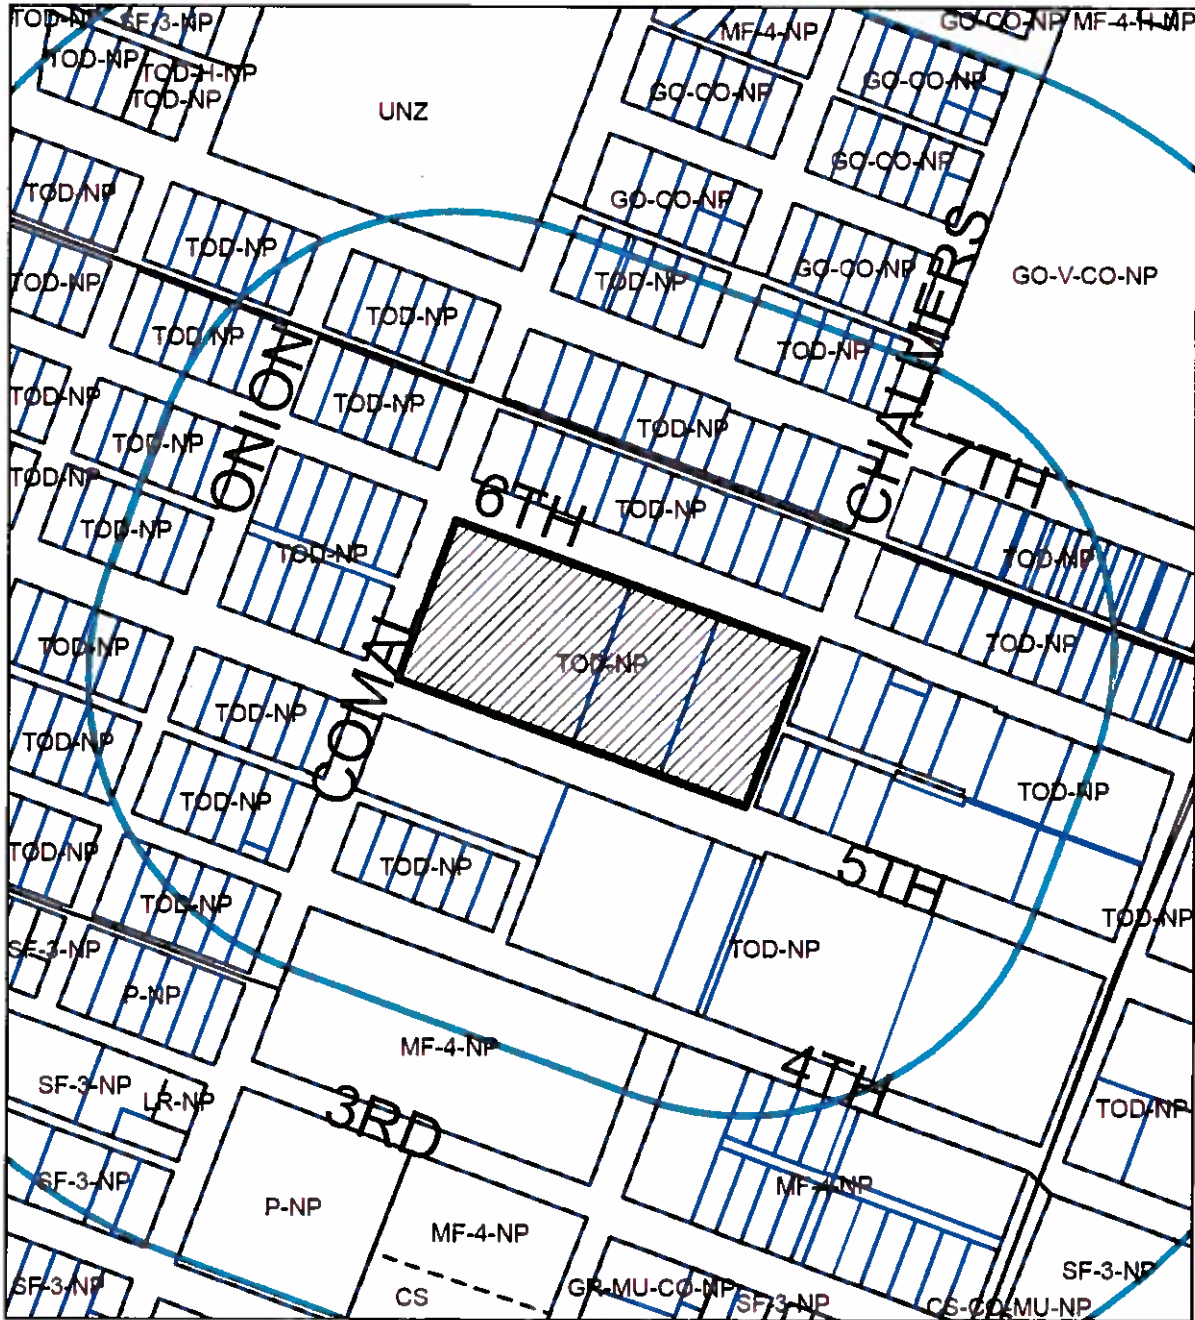 TOD-NP SF-3-NP MF-4-NP GO-CO-NP MF-4-H-NP
TOD-NP TOD-H-NP GO-CO-NP GO-CO-NP
TOD-NP
UNZ
GO-CO-NP
TOD-NP GO-CO-NP
TOD-NP CHALMERS
TOD-NP TOD-NP GO-CO-NP GO-V-CO-NP
TOD-NP TOD-NP TOD-NP
ONION
TOD-NP TOD-NP TOD-NP
TOD-NP 7TH
TOD-NP 6TH TOD-NP
TOD-NP TOD-NP TOD-NP
TOD-NP TOD-NP TOD-NP
COMAL
TOD-NP TOD-NP
TOD-NP TOD-NP TOD-NP
TOD-NP TOD-NP 5TH
TOD-NP TOD-NP
SF-3-NP TOD-NP
P-NP
MF-4-NP
4TH
SF-3-NP LR-NP 3RD TOD-NP
SF-3-NP MF-4-NP
P-NP
MF-4-NP
SF-3-NP CS GR-MU-CO-NP SF-3-NP SF-3-NP
CS-CO-MU-NP